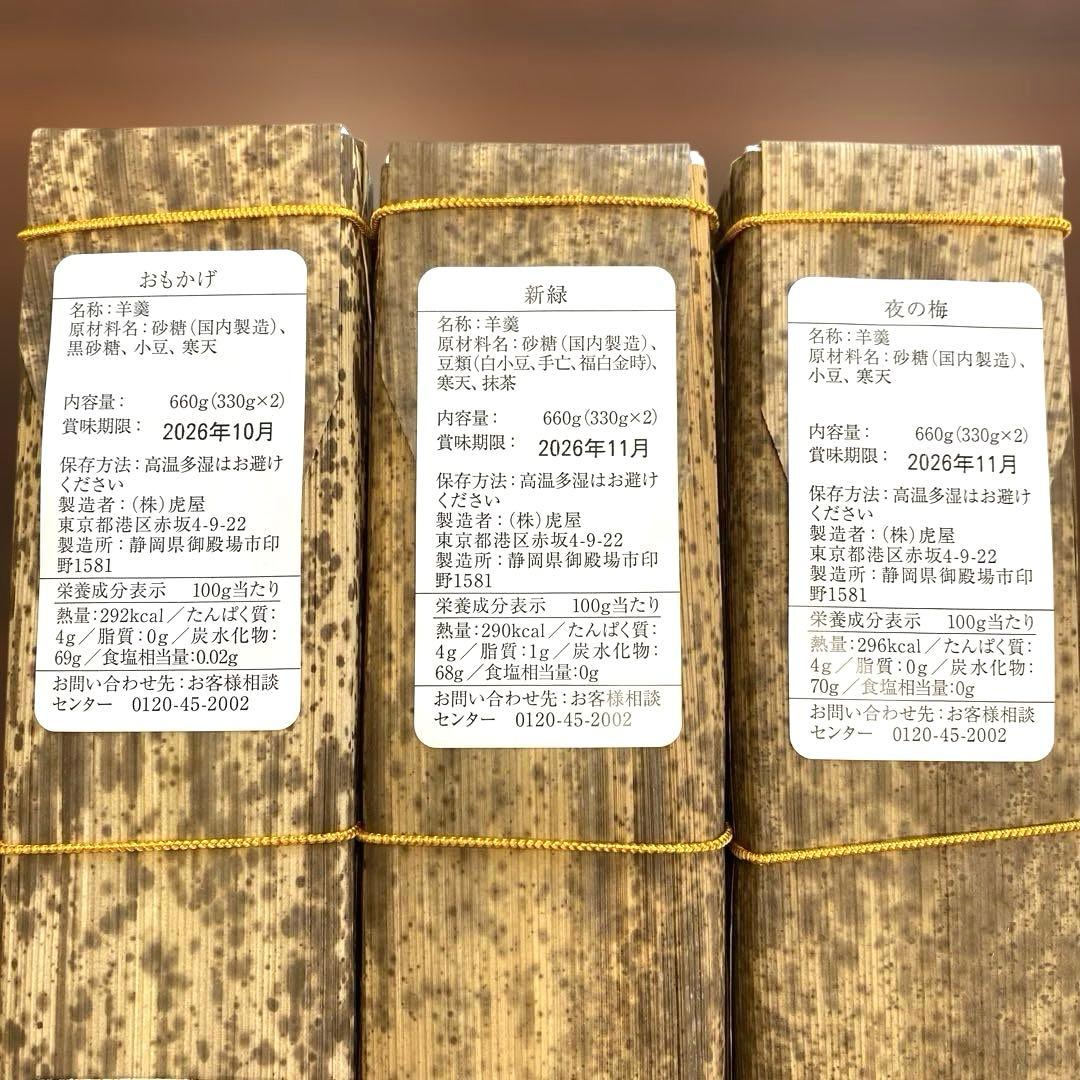 おもかげ
名称：羊羹
原材料名：砂糖（国内製造）、
黒砂糖、小豆、寒天
内容量：　660g（330g×2）
賞味期限：　2026年10月
保存方法：高温多湿はお避け
ください
製造者：（株）虎屋
東京都港区赤坂4-9-22
製造所：静岡県御殿場市印
野1581
栄養成分表示　100g当たり
熱量：292kcal／たんぱく質：
4g／脂質：0g／炭水化物：
69g／食塩相当量：0.02g
お問い合わせ先：お客様相談
センター　0120-45-2002
新緑
名称：羊羹
原材料名：砂糖（国内製造）、
豆類（白小豆、手亡、福白金時）、
寒天、抹茶
内容量：　660g（330g×2）
賞味期限：　2026年11月
保存方法：高温多湿はお避け
ください
製造者：（株）虎屋
東京都港区赤坂4-9-22
製造所：静岡県御殿場市印
野1581
栄養成分表示　100g当たり
熱量：290kcal／たんぱく質：
4g／脂質：1g／炭水化物：
68g／食塩相当量：0g
お問い合わせ先：お客様相談
センター　0120-45-2002
夜の梅
名称：羊羹
原材料名：砂糖（国内製造）、
小豆、寒天
内容量：　660g（330g×2）
賞味期限：　2026年11月
保存方法：高温多湿はお避け
ください
製造者：（株）虎屋
東京都港区赤坂4-9-22
製造所：静岡県御殿場市印
野1581
栄養成分表示　100g当たり
熱量：296kcal／たんぱく質：
4g／脂質：0g／炭水化物：
70g／食塩相当量：0g
お問い合わせ先：お客様相談
センター　0120-45-2002